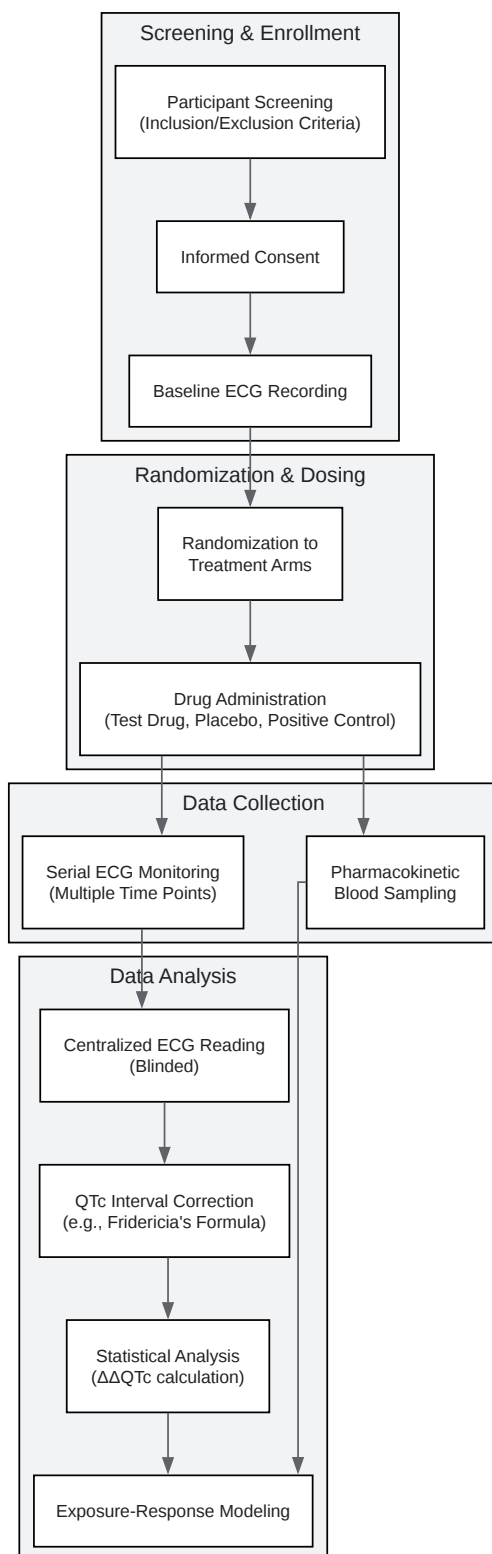 Screening & Enrollment
Participant Screening
(Inclusion/Exclusion Criteria)
Informed Consent
Baseline ECG Recording
Randomization & Dosing
Randomization to
Treatment Arms
Drug Administration
(Test Drug, Placebo, Positive Control)
Data Collection
Serial ECG Monitoring
(Multiple Time Points)
Pharmacokinetic
Blood Sampling
Data Analysis
Centralized ECG Reading
(Blinded)
QTc Interval Correction
(e.g., Fridericia's Formula)
Statistical Analysis
(ΔΔQTc calculation)
Exposure-Response Modeling